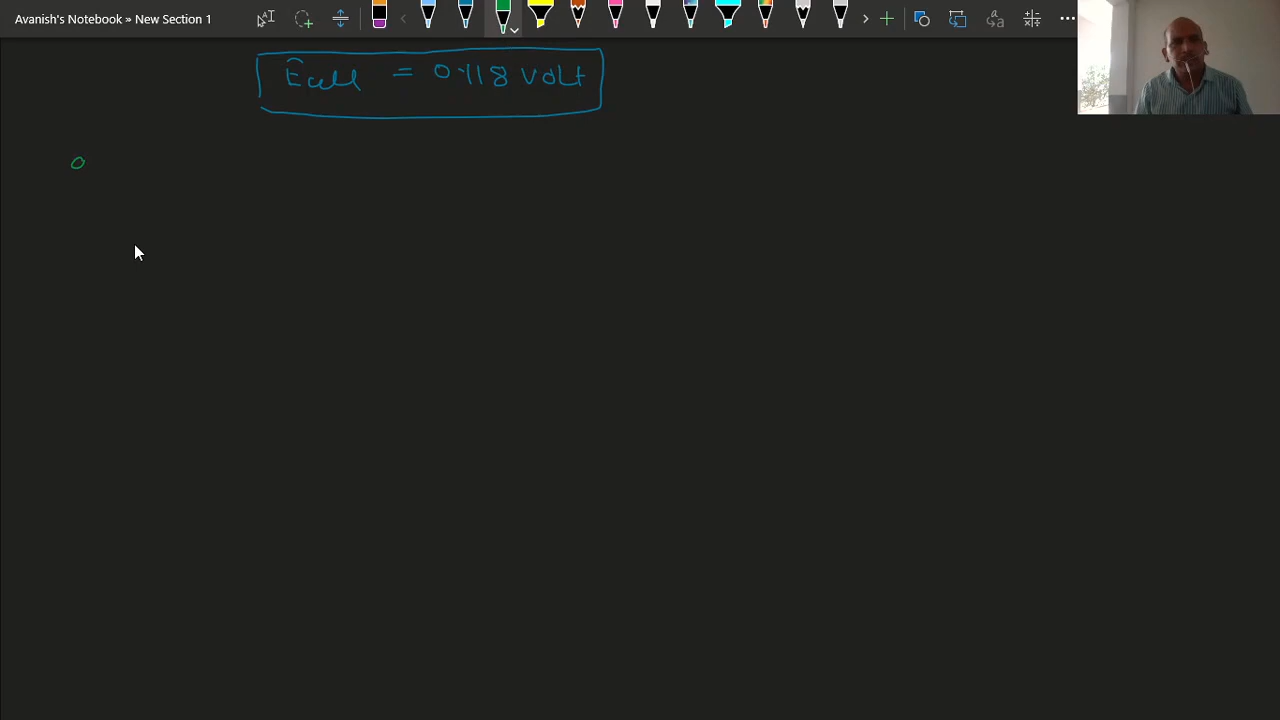 Avanish's Notebook » New Section 1
Ecell = 0.118 volt